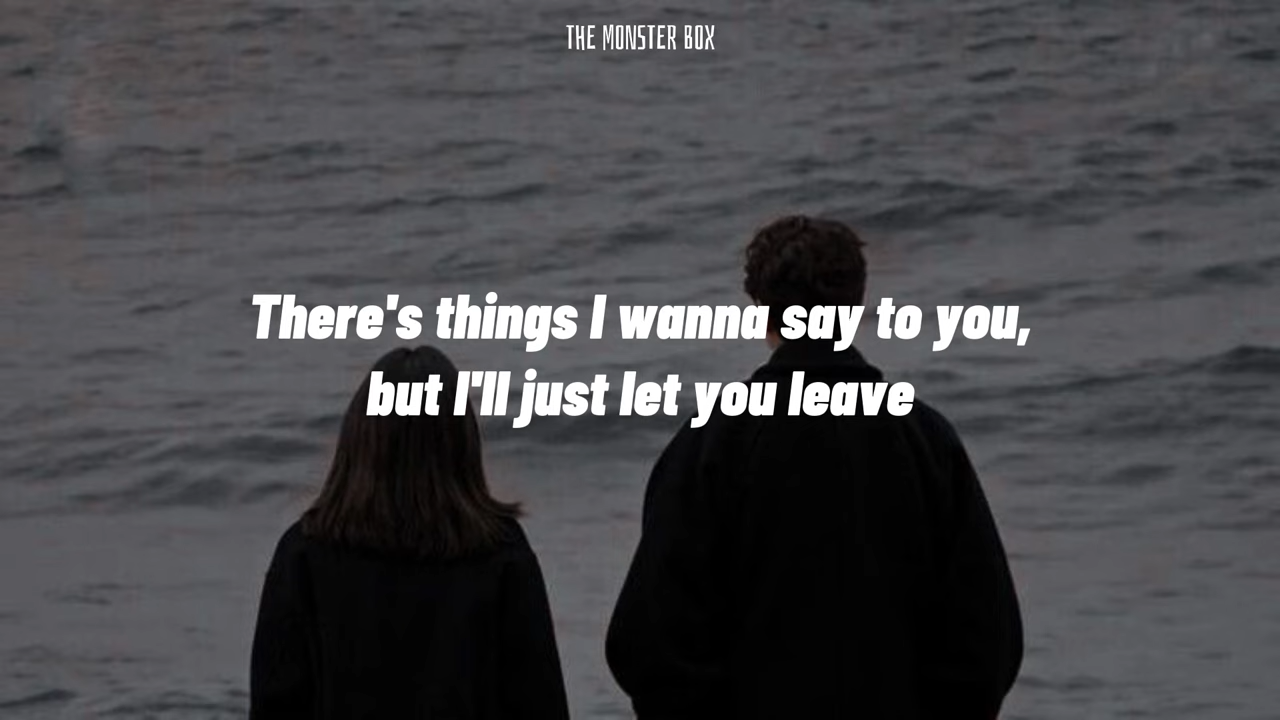 THE MONSTER BOX
There's things I wanna say to you,
but I'll just let you leave